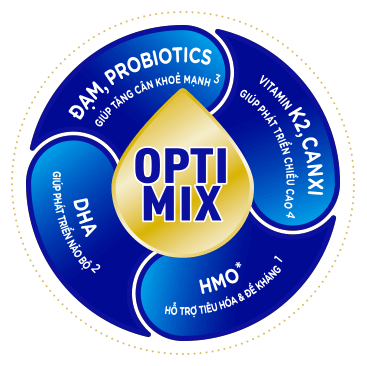 ĐẠM, PROBIOTICS
GIÚP TĂNG CÂN KHOẺ MẠNH 3
VITAMIN K2, CANXI
GIÚP PHÁT TRIỂN CHIỀU CAO 4
OPTI
MIX
DHA
GIÚP PHÁT TRIỂN NÃO BỘ 2
HMO*
HỖ TRỢ TIÊU HÓA & ĐỀ KHÁNG 1